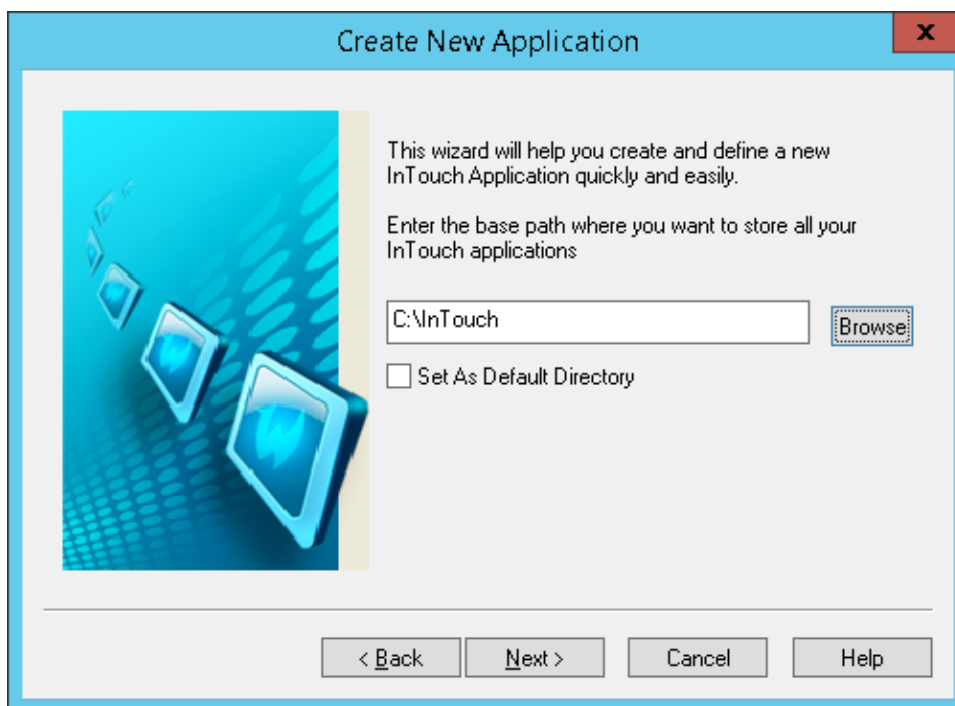 Create New Application
x
This wizard will help you create and define a new
InTouch Application quickly and easily.
Enter the base path where you want to store all your
InTouch applications
C:\InTouch
Browse
Set As Default Directory
< Back
Next >
Cancel
Help